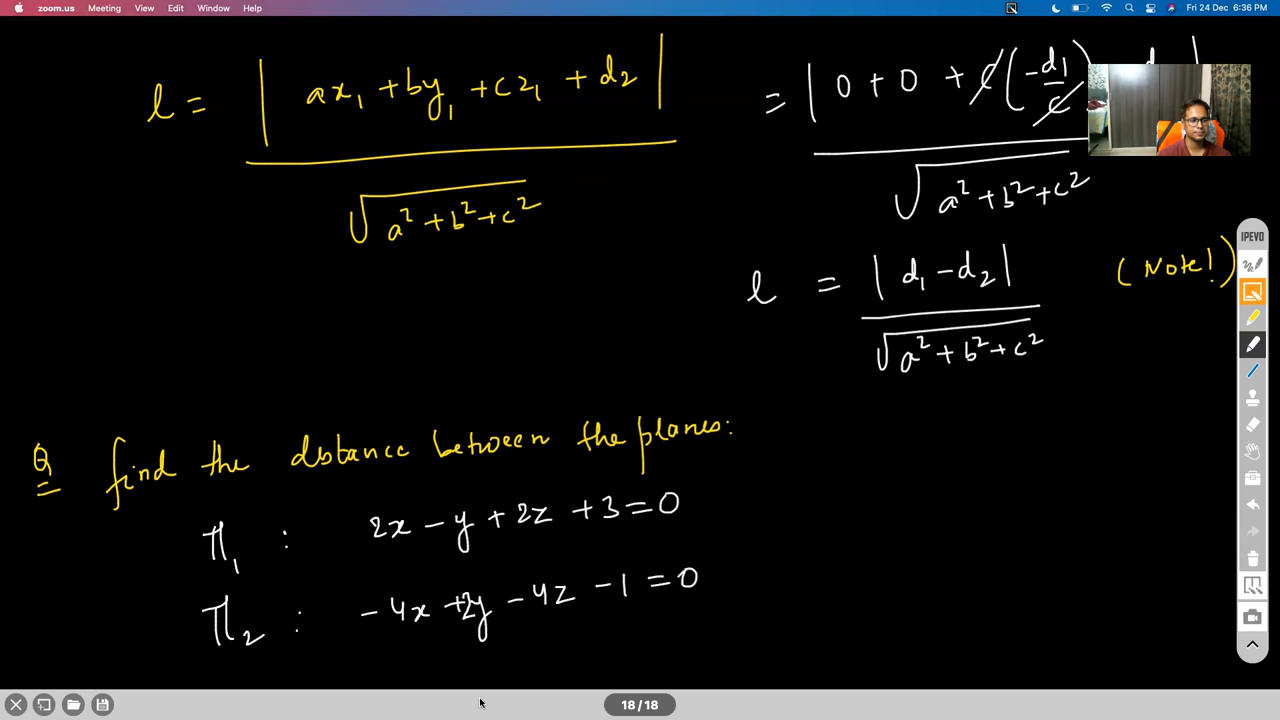 zoom.us Meeting View Edit Window Help Fri 24 Dec 6:36 PM
l = | ax₁ + by₁ + cz₁ + d₂ | / √(a² + b² + c²)
= | 0 + 0 + c(-d₁/c) / √(a² + b² + c²)
l = | d₁ - d₂ | / √(a² + b² + c²) (Note!)
IPEVO
Q find the distance between the planes:
π₁ : 2x - y + 2z + 3 = 0
π₂ : -4x + 2y - 4z - 1 = 0
18 / 18